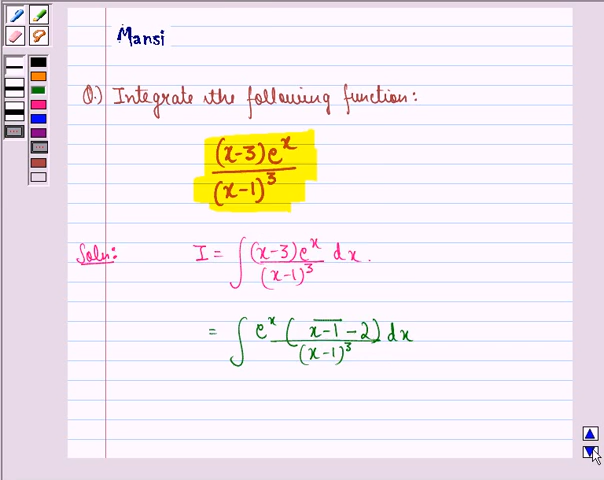 Mansi
Q.) Integrate the following function:
(x-3)e^x / (x-1)^3
Soln: I = ∫ (x-3)e^x / (x-1)^3 dx.
= ∫ e^x ( x-1 -2) / (x-1)^3 dx